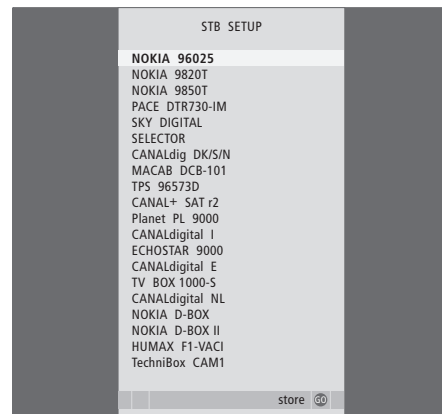 STB SETUP
NOKIA 96025
NOKIA 9820T
NOKIA 9850T
PACE DTR730-IM
SKY DIGITAL
SELECTOR
CANALdig DK/S/N
MACAB DCB-101
TPS 96573D
CANAL+ SAT r2
Planet PL 9000
CANALdigital I
ECHOSTAR 9000
CANALdigital E
TV BOX 1000-S
CANALdigital NL
NOKIA D-BOX
NOKIA D-BOX II
HUMAX F1-VACI
TechniBox CAM1
store GO